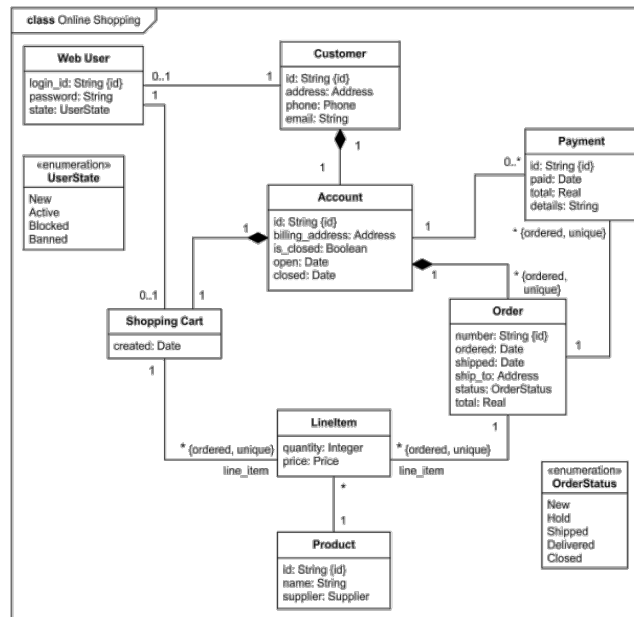 class Online Shopping
Web User
login_id: String {id}
password: String
state: UserState
0..1
1
1
Customer
id: String {id}
address: Address
phone: Phone
email: String
1
1
«enumeration»
UserState
New
Active
Blocked
Banned
Payment
id: String {id}
paid: Date
total: Real
details: String
0..*
1
* {ordered, unique}
Account
id: String {id}
billing_address: Address
is_closed: Boolean
open: Date
closed: Date
1
1
0..1
1
* {ordered,
unique}
Shopping Cart
created: Date
1
Order
number: String {id}
ordered: Date
shipped: Date
ship_to: Address
status: OrderStatus
total: Real
1
1
LineItem
quantity: Integer
price: Price
* {ordered, unique}
line_item
* {ordered, unique}
line_item
*
1
«enumeration»
OrderStatus
New
Hold
Shipped
Delivered
Closed
Product
id: String {id}
name: String
supplier: Supplier